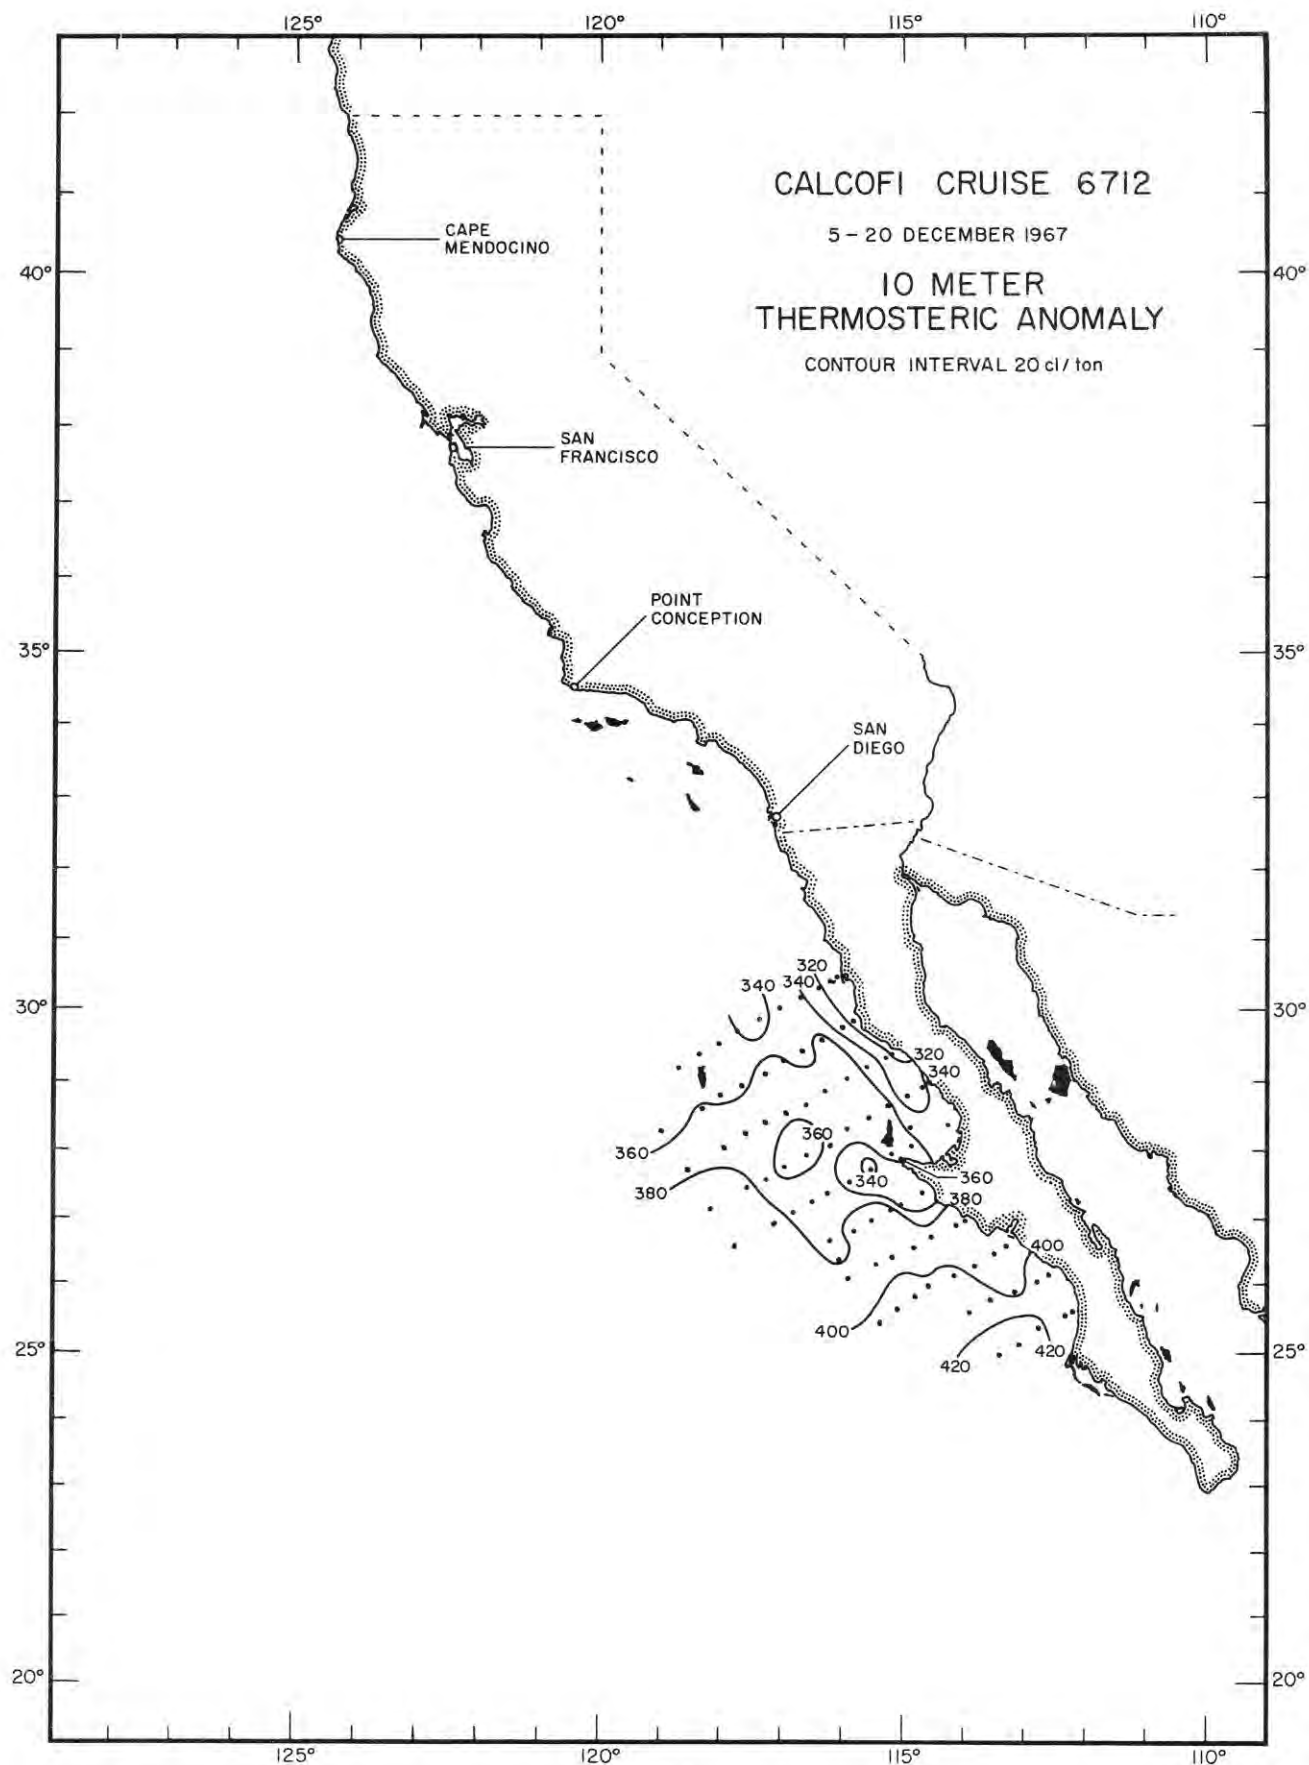 125°
120°
115°
110°
CALCOFI CRUISE 6712
5 – 20 DECEMBER 1967
10 METER
THERMOSTERIC ANOMALY
CONTOUR INTERVAL 20 cl / ton
CAPE
MENDOCINO
40°
40°
SAN
FRANCISCO
POINT
CONCEPTION
35°
35°
SAN
DIEGO
320
340
340
30°
30°
320
340
360
360
340
360
380
380
400
400
420
420
25°
25°
20°
20°
125°
120°
115°
110°